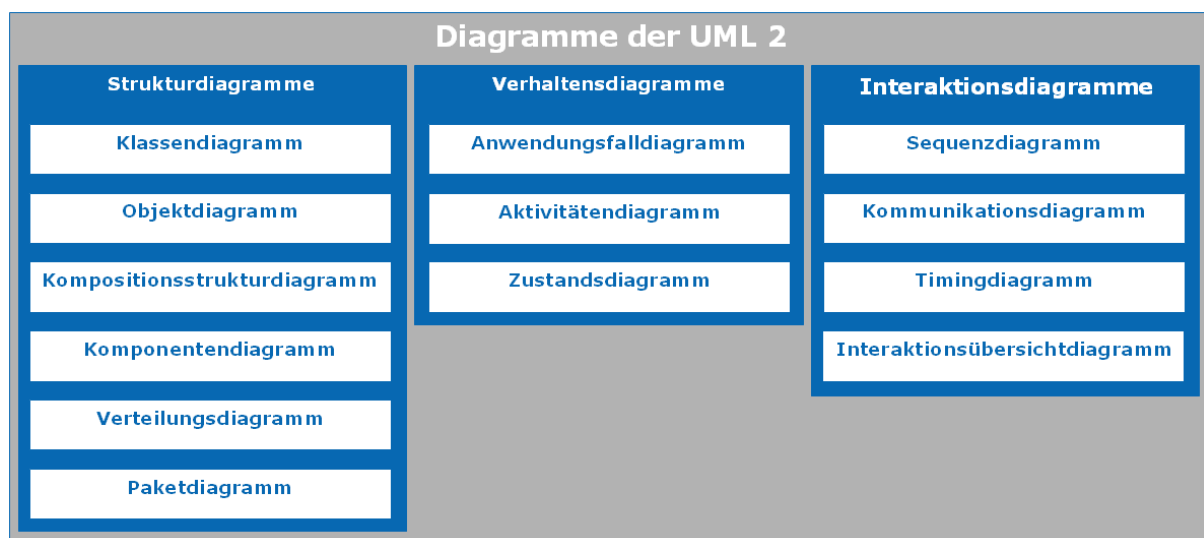 Diagramme der UML 2
Strukturdiagramme
Klassendiagramm
Objektdiagramm
Kompositionsstrukturdiagramm
Komponentendiagramm
Verteilungsdiagramm
Paketdiagramm
Verhaltensdiagramme
Anwendungsfalldiagramm
Aktivitätendiagramm
Zustandsdiagramm
Interaktionsdiagramme
Sequenzdiagramm
Kommunikationsdiagramm
Timingdiagramm
Interaktionsübersichtdiagramm